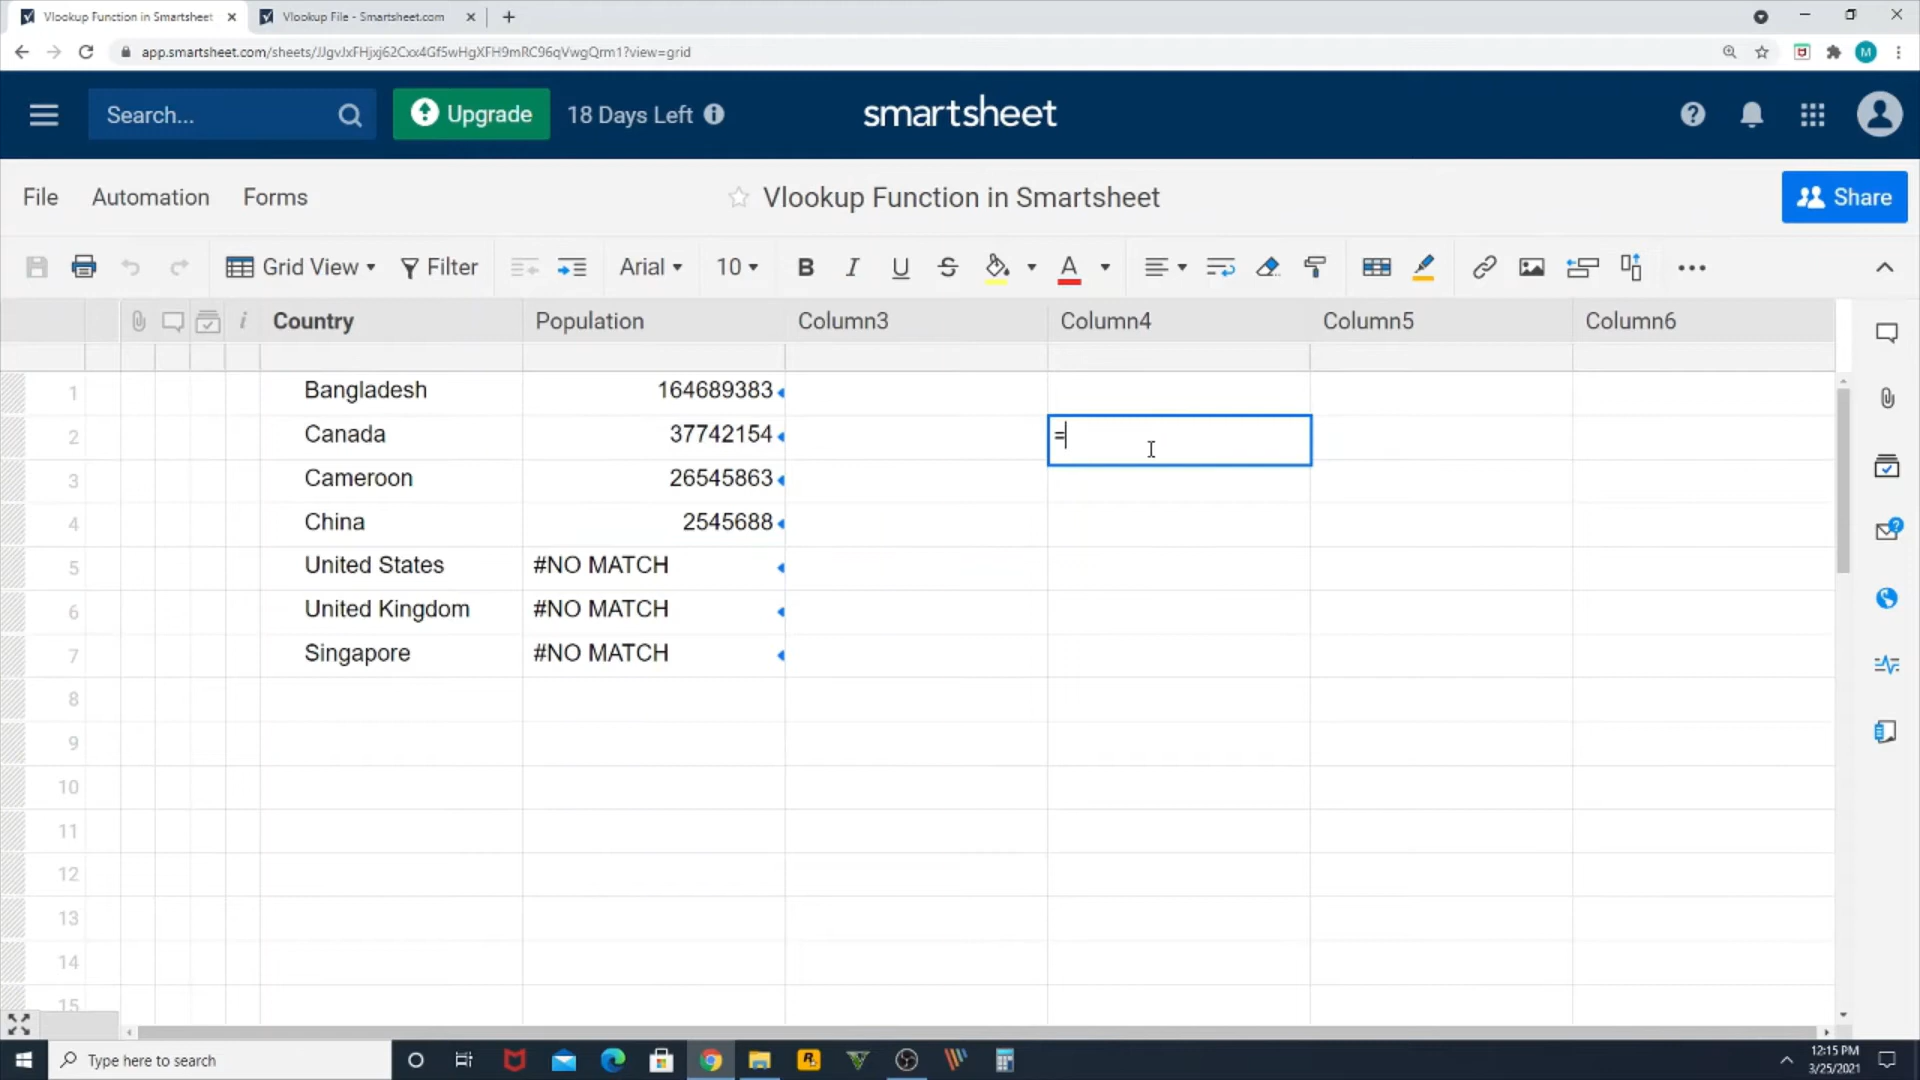 Vlookup Function in Smartsheet
Vlookup File - Smartsheet.com
app.smartsheet.com/sheets/JJgvJxFHjxj62Cxx4Gf5wHgXFH9mRC96qVwgQrm1?view=grid
M
Search...
Upgrade
18 Days Left
smartsheet
File
Automation
Forms
Vlookup Function in Smartsheet
Share
Grid View
Filter
Arial
10
B
I
U
S
A
Country
Population
Column3
Column4
Column5
Column6
1 Bangladesh 164689383
2 Canada 37742154 =
3 Cameroon 26545863
4 China 2545688
5 United States #NO MATCH
6 United Kingdom #NO MATCH
7 Singapore #NO MATCH
8
9
10
11
12
13
14
15
Type here to search
12:15 PM
3/25/2021